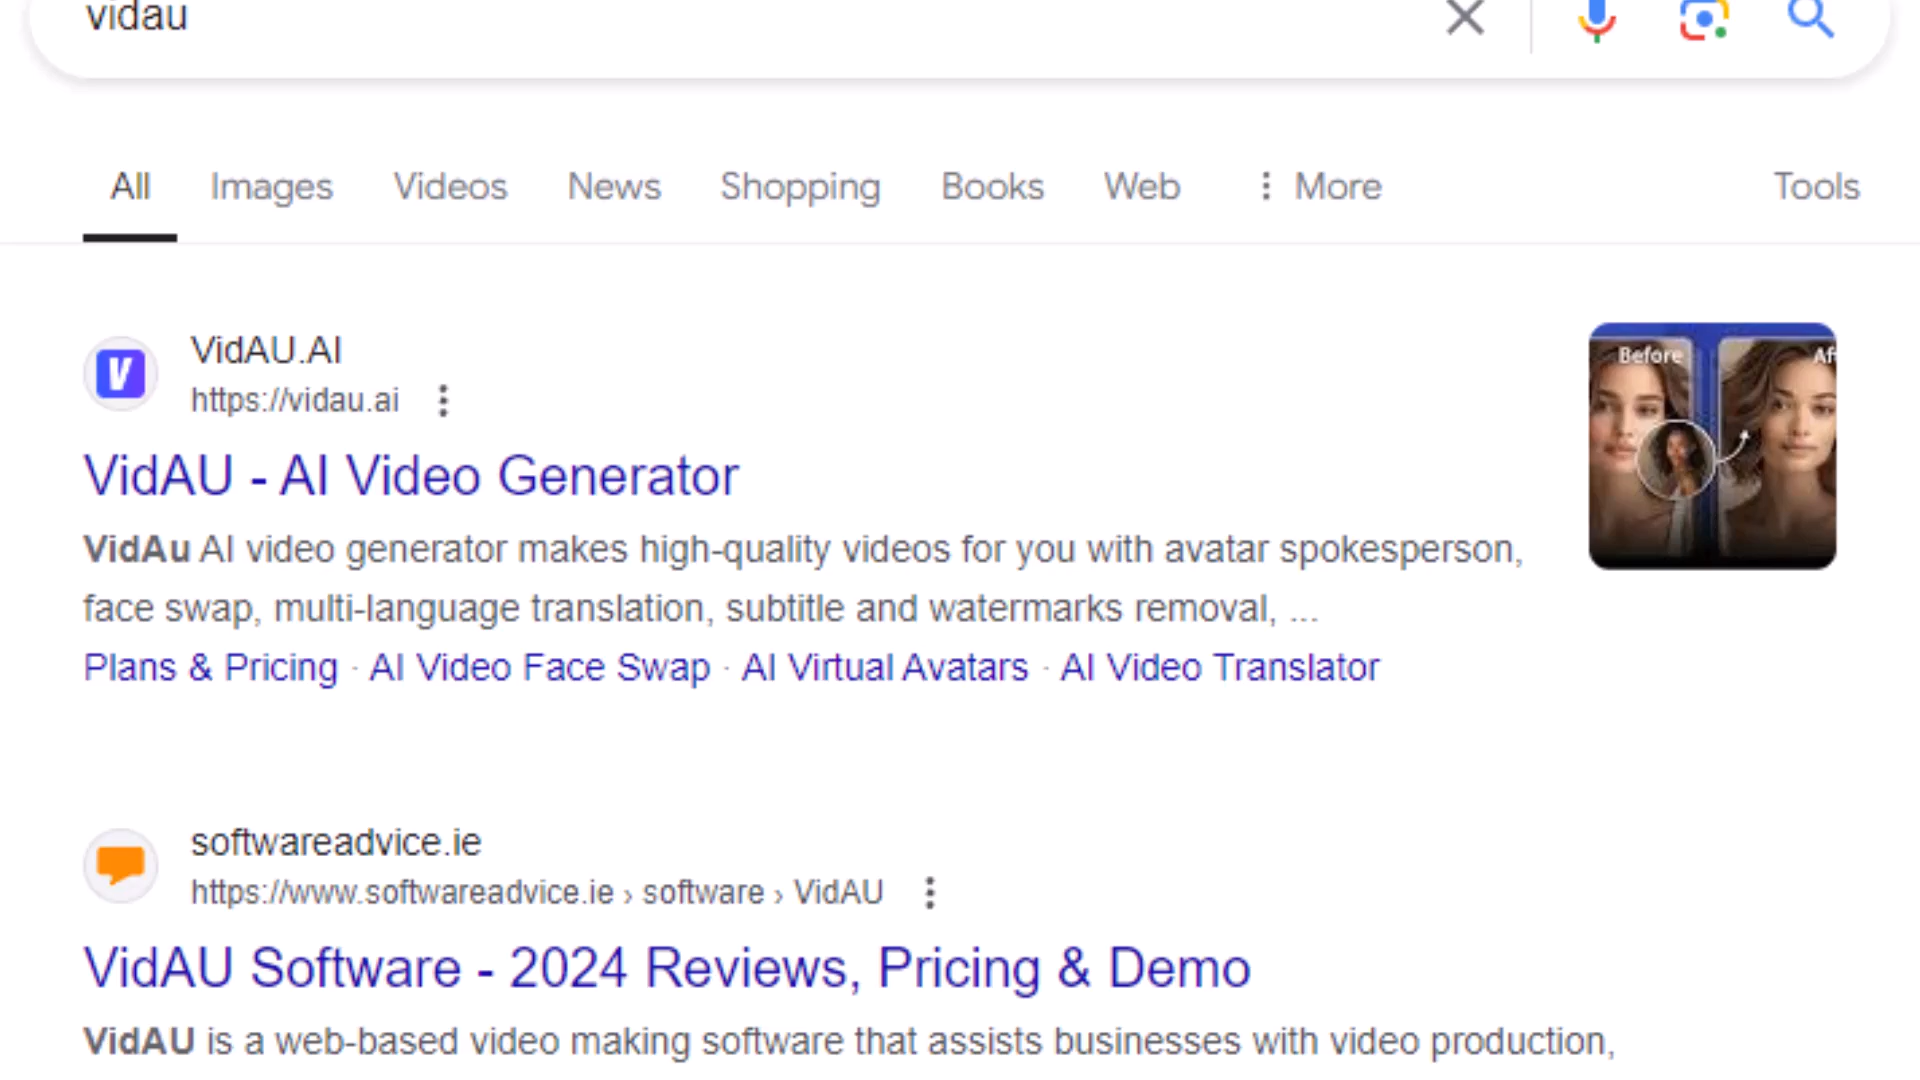 vidau
All Images Videos News Shopping Books Web More Tools
VidAU.AI
https://vidau.ai
VidAU - AI Video Generator
VidAu AI video generator makes high-quality videos for you with avatar spokesperson,
face swap, multi-language translation, subtitle and watermarks removal, ...
Plans & Pricing · AI Video Face Swap · AI Virtual Avatars · AI Video Translator
Before Aft
softwareadvice.ie
https://www.softwareadvice.ie › software › VidAU
VidAU Software - 2024 Reviews, Pricing & Demo
VidAU is a web-based video making software that assists businesses with video production,